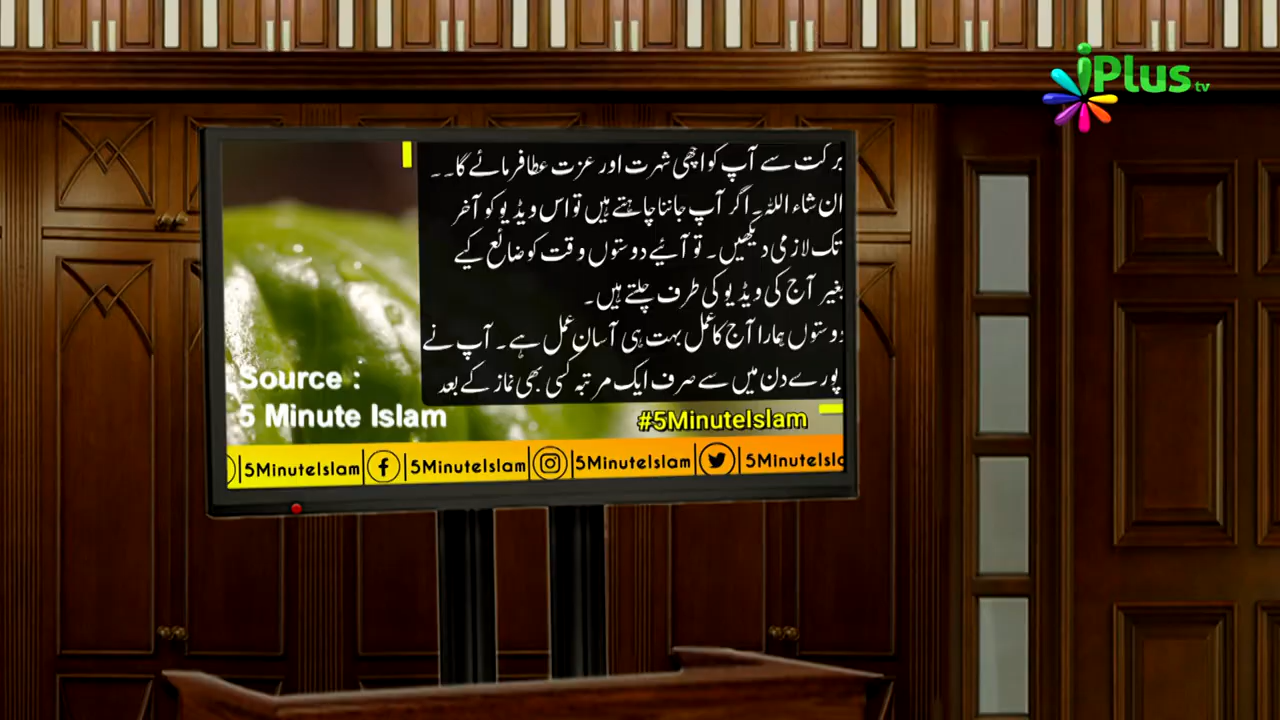 iPlus tv
برکت سے آپ کو اچھی شہرت اور عزت عطا فرمائے گا۔۔
ان شاء اللہ۔ اگر آپ جاننا چاہتے ہیں تو اس ویڈیو کو آخر
تک لازمی دیکھیں۔ تو آئیے دوستوں وقت کو ضائع کیے
بغیر آج کی ویڈیو کی طرف چلتے ہیں۔
دوستوں ہمارا آج کا عمل بہت ہی آسان عمل ہے۔ آپ نے
پورے دن میں سے صرف ایک مرتبہ کسی بھی نماز کے بعد
Source :
5 Minute Islam
#5MinuteIslam
5MinuteIslam 5MinuteIslam 5MinuteIslam 5MinuteIsla